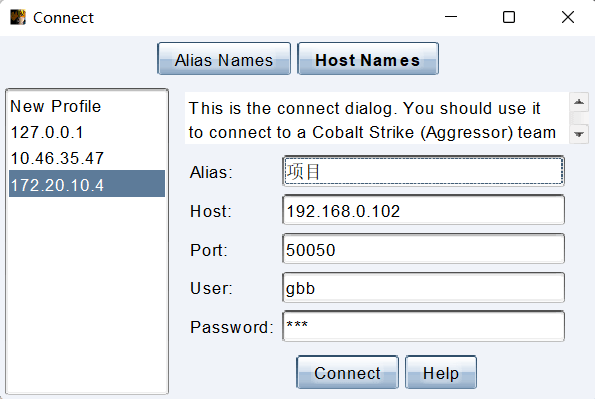 Connect
Alias Names
Host Names
New Profile
127.0.0.1
10.46.35.47
172.20.10.4
This is the connect dialog. You should use it
to connect to a Cobalt Strike (Aggressor) team
Alias:
项目
Host:
192.168.0.102
Port:
50050
User:
gbb
Password:
***
Connect
Help